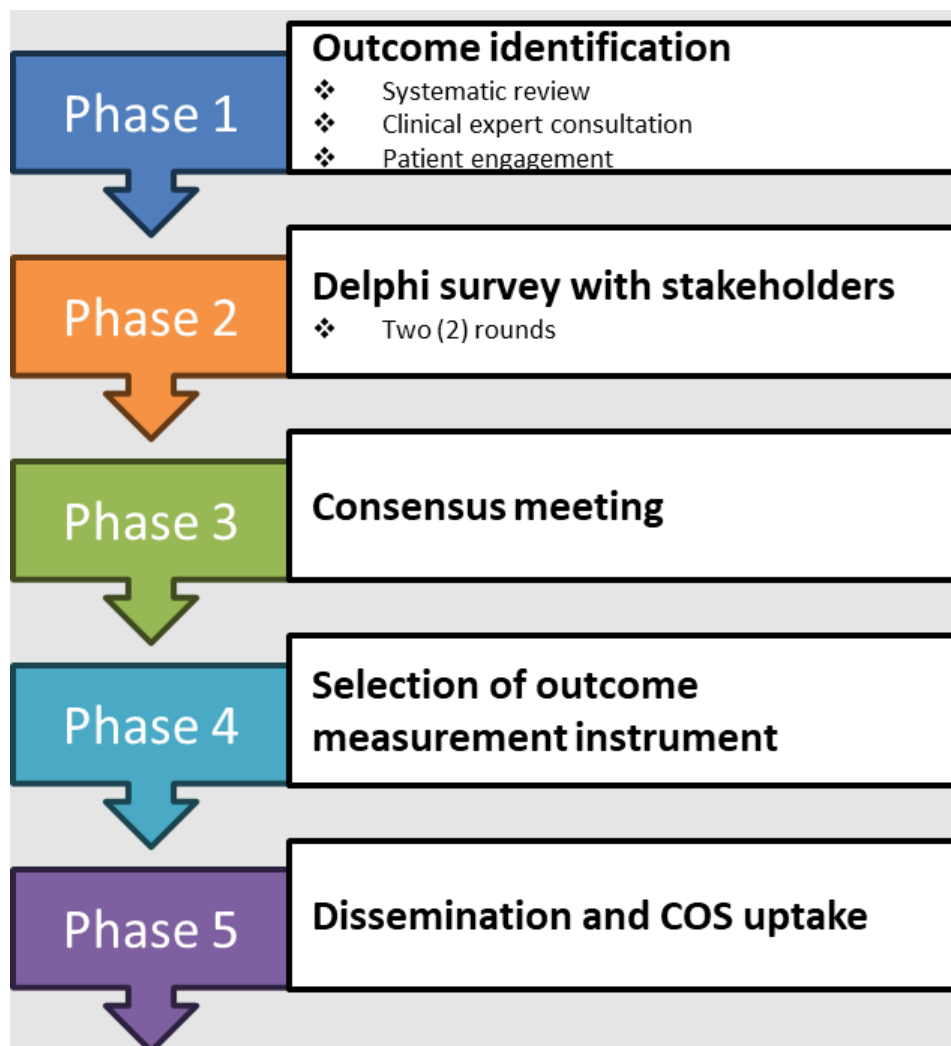 Phase 1
Outcome identification
❖ Systematic review
❖ Clinical expert consultation
❖ Patient engagement
Phase 2
Delphi survey with stakeholders
❖ Two (2) rounds
Phase 3
Consensus meeting
Phase 4
Selection of outcome
measurement instrument
Phase 5
Dissemination and COS uptake